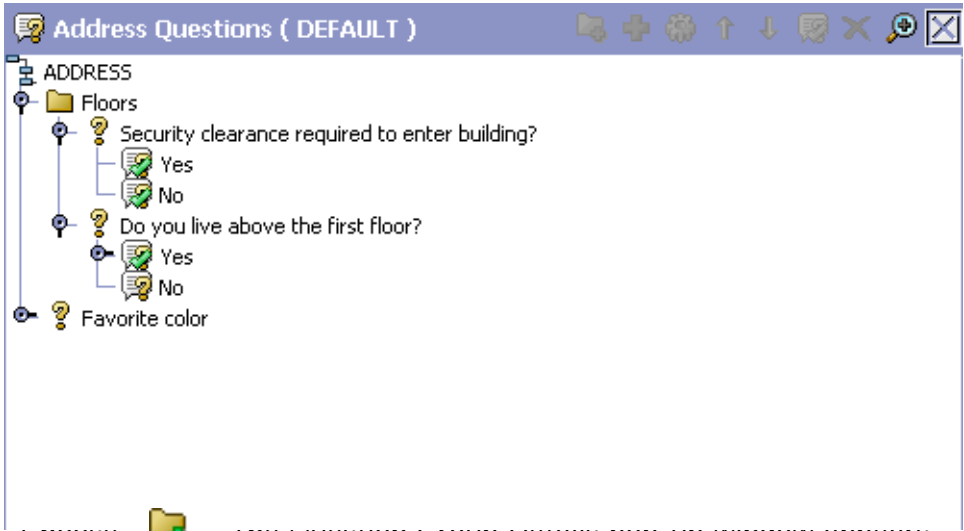 Address Questions ( DEFAULT )
ADDRESS
Floors
Security clearance required to enter building?
Yes
No
Do you live above the first floor?
Yes
No
Favorite color